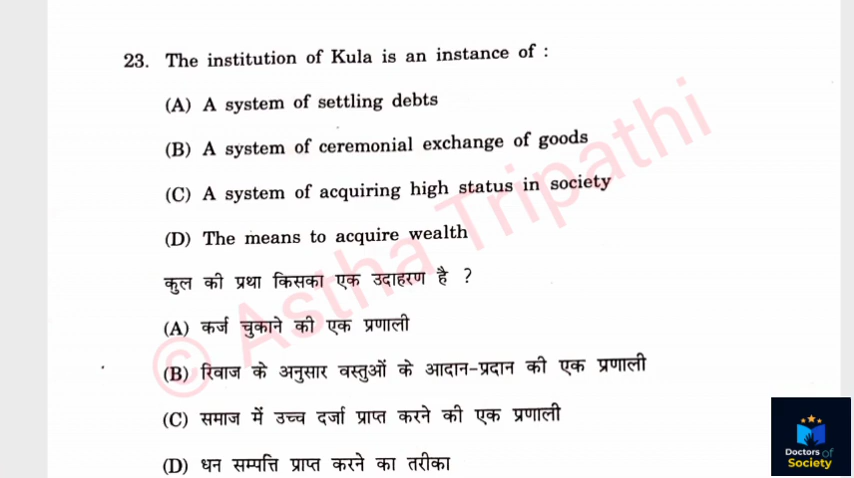 23. The institution of Kula is an instance of :
(A) A system of settling debts
(B) A system of ceremonial exchange of goods
(C) A system of acquiring high status in society
(D) The means to acquire wealth
कुल की प्रथा किसका एक उदाहरण है ?
(A) कर्ज चुकाने की एक प्रणाली
(B) रिवाज के अनुसार वस्तुओं के आदान-प्रदान की एक प्रणाली
(C) समाज में उच्च दर्जा प्राप्त करने की एक प्रणाली
(D) धन सम्पत्ति प्राप्त करने का तरीका
© Astha Tripathi
Doctors of
Society